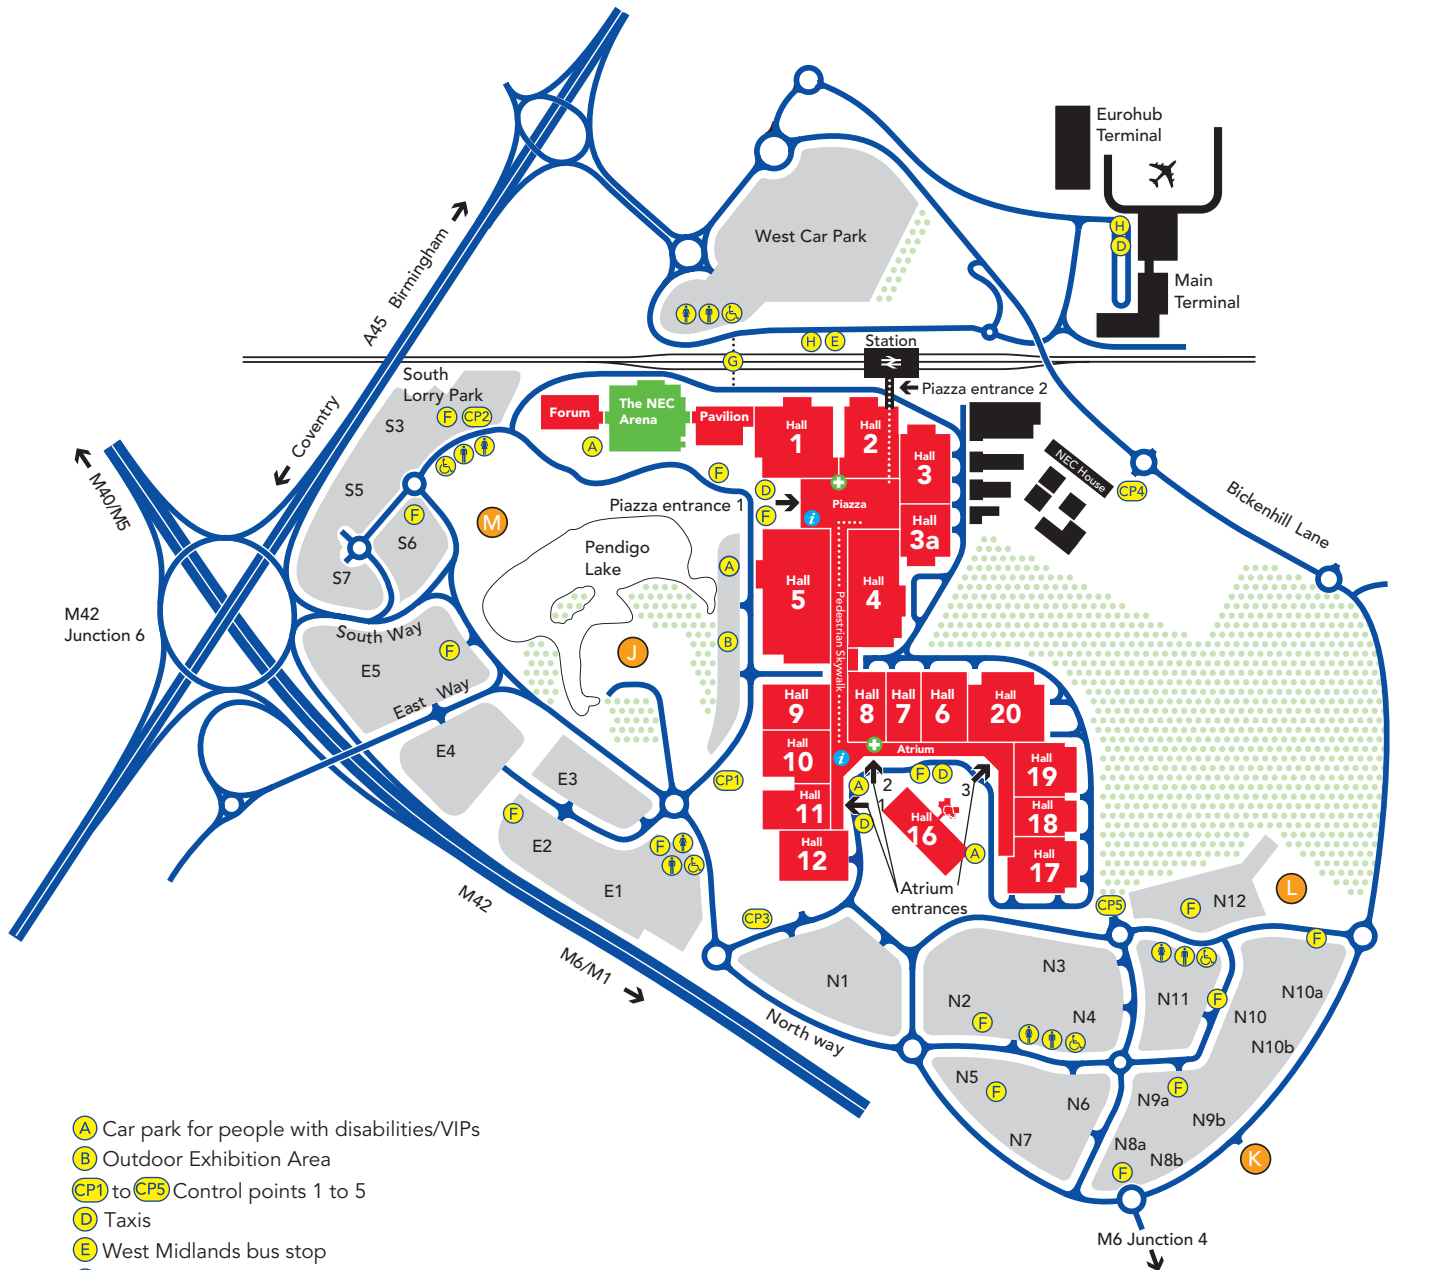 Eurohub
Terminal
West Car Park
H
D
Main
Terminal
A45 Birmingham
H E
Station
G
Piazza entrance 2
South
Lorry Park
F CP2
S3
Coventry
M40/M5
Forum
The NEC
Arena
Pavilion
A
Hall
1
Hall
2
Hall
3
NEC House
CP4
Bickenhill Lane
S5
F
M
F
D
F
Piazza entrance 1
Piazza
i
Hall
3a
S6
S7
Pendigo
Lake
A
Hall
5
Hall
4
Pedestrian Skywalk
M42
Junction 6
South Way
F
E5
J
B
East Way
Hall
9
Hall
8
Hall
7
Hall
6
Hall
20
E4
E3
CP1
Hall
10
i
Atrium
Hall
19
F D
A
2
3
1
D
Hall
11
Hall
16
Hall
18
A
Hall
12
Hall
17
F
E2
F
E1
Atrium
entrances
M42
CP3
CP5
N12
F
L
F
M6/M1
N1
N3
N2
F
N4
N11
F
N10a
N10
N10b
North way
N5
F
N6
N7
N9a
F
N9b
N8a
N8b
F
K
M6 Junction 4
A Car park for people with disabilities/VIPs
B Outdoor Exhibition Area
CP1 to CP5 Control points 1 to 5
D Taxis
E West Midlands bus stop